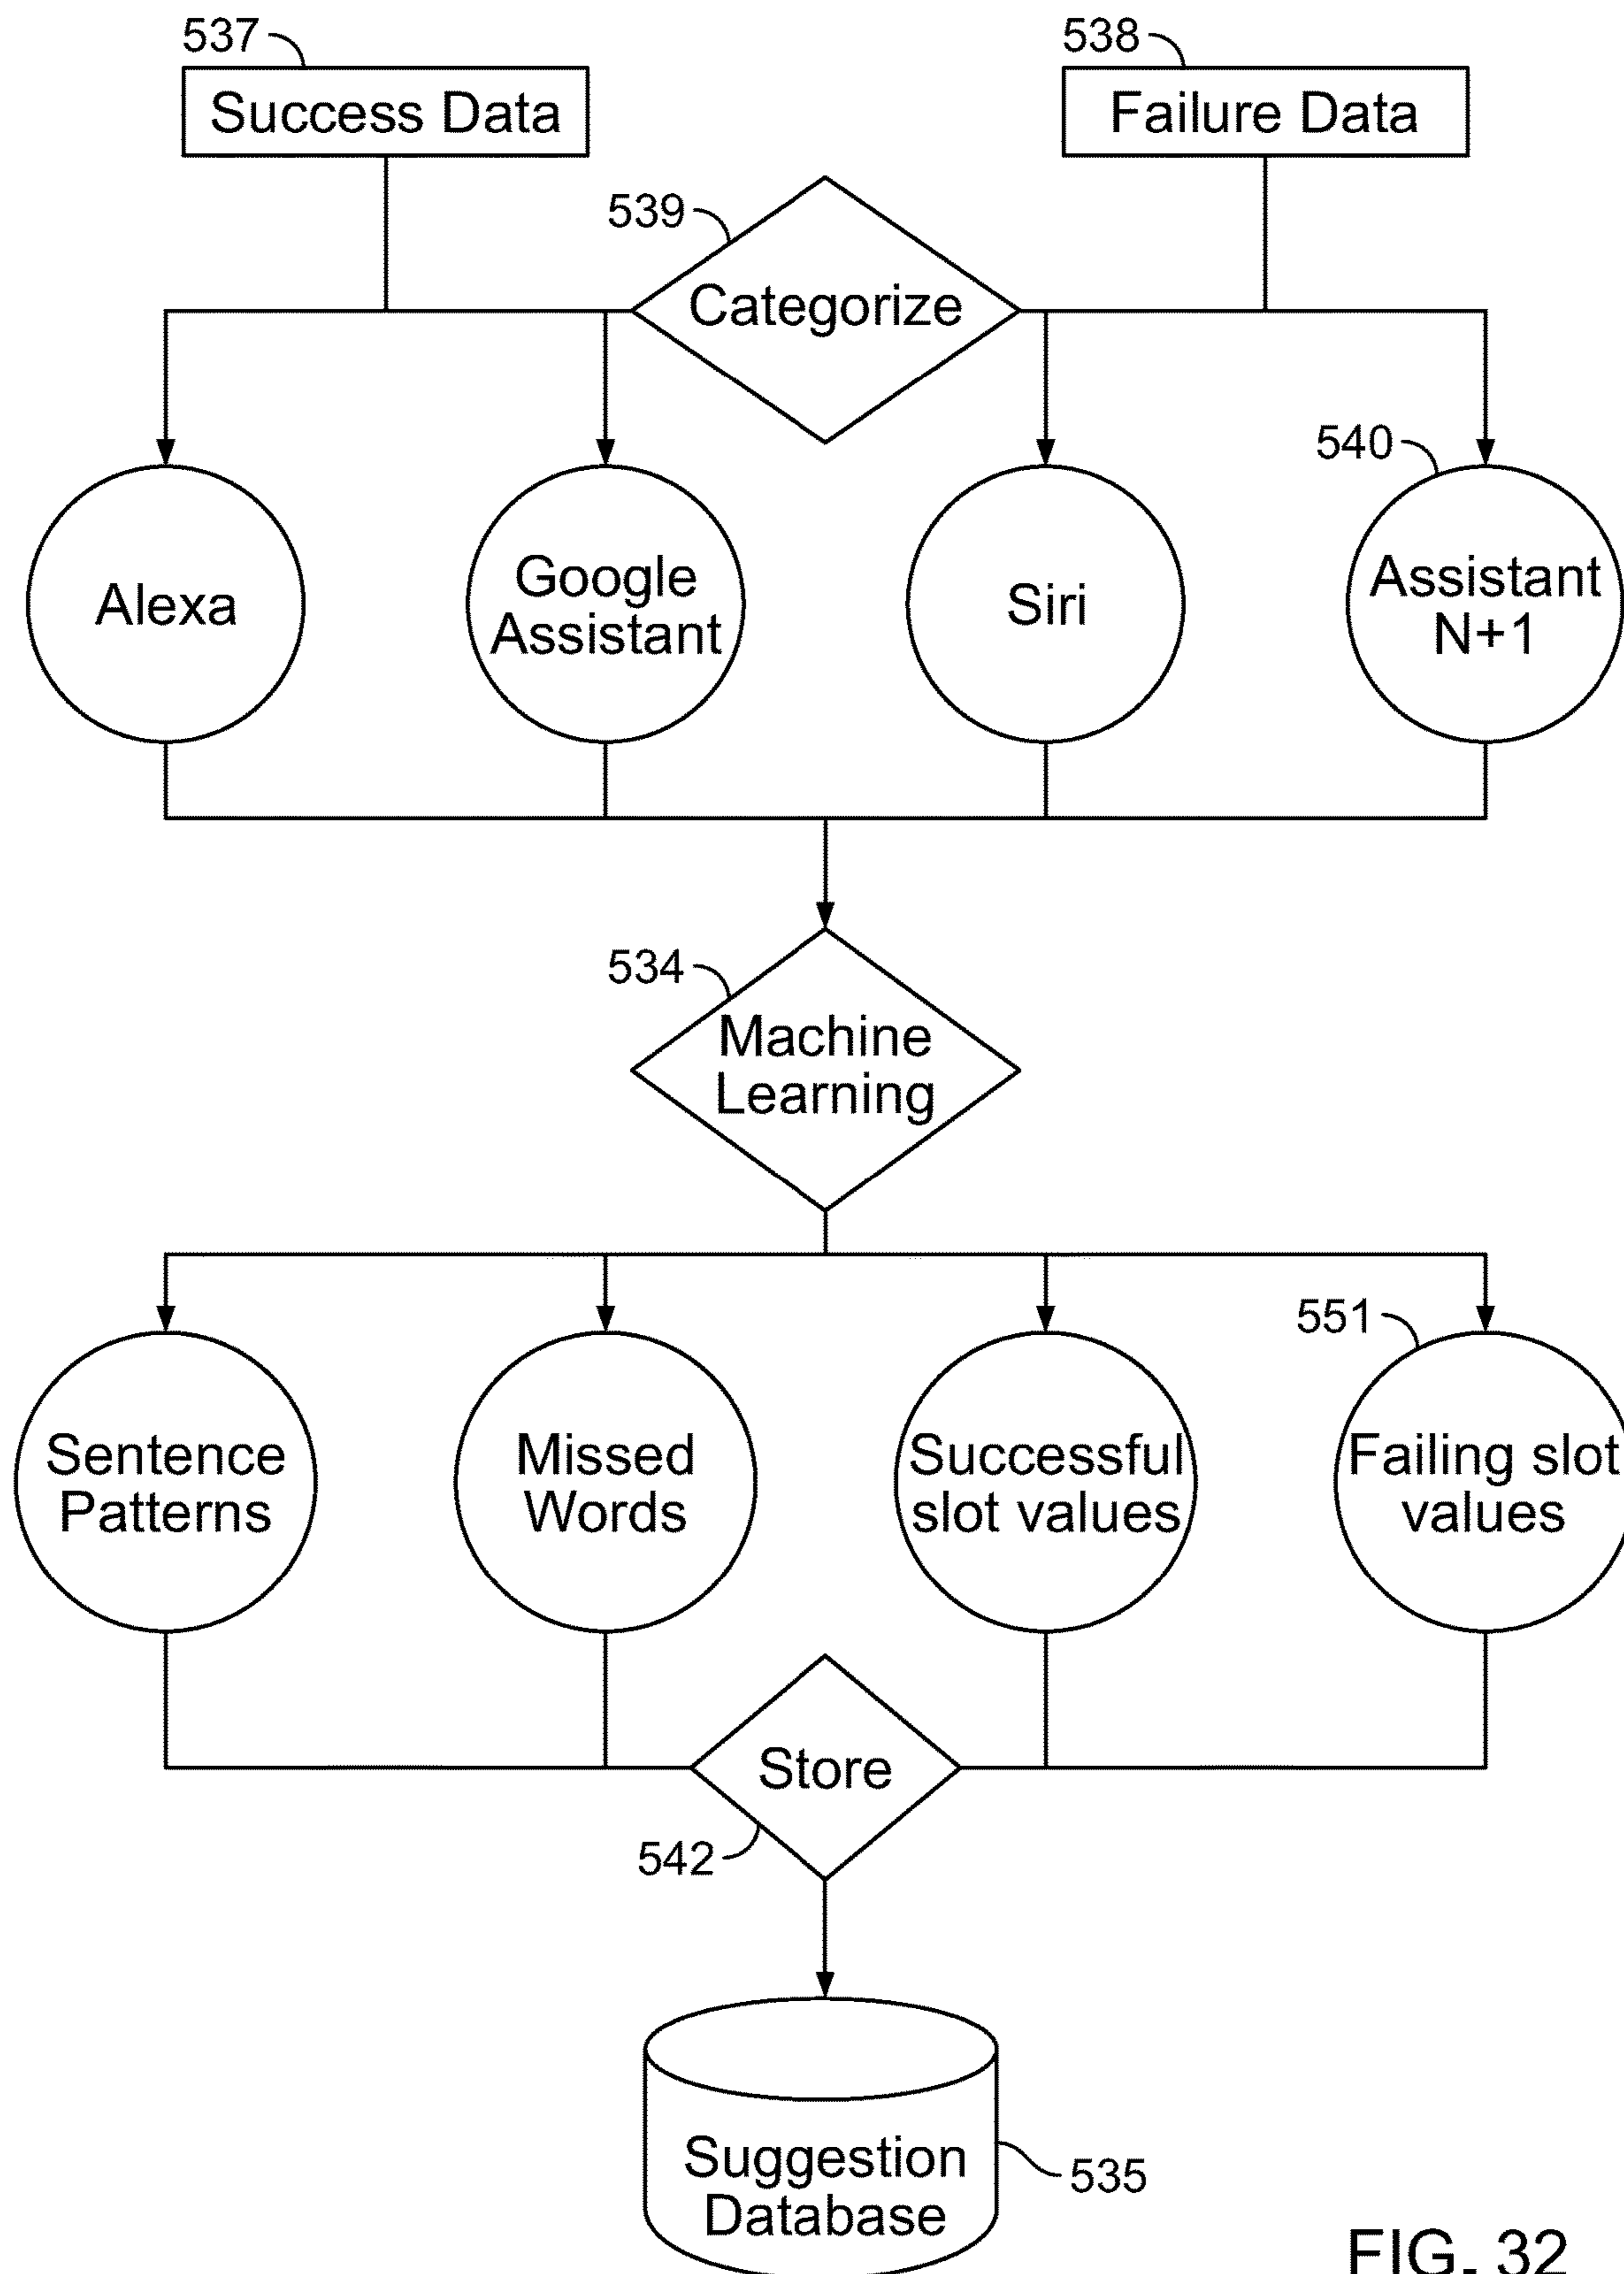 537
538
Success Data
Failure Data
539
Categorize
540
Alexa
Google
Assistant
Siri
Assistant
N+1
534
Machine
Learning
551
Sentence
Patterns
Missed
Words
Successful
slot values
Failing slot
values
Store
542
Suggestion
Database
535
FIG. 32